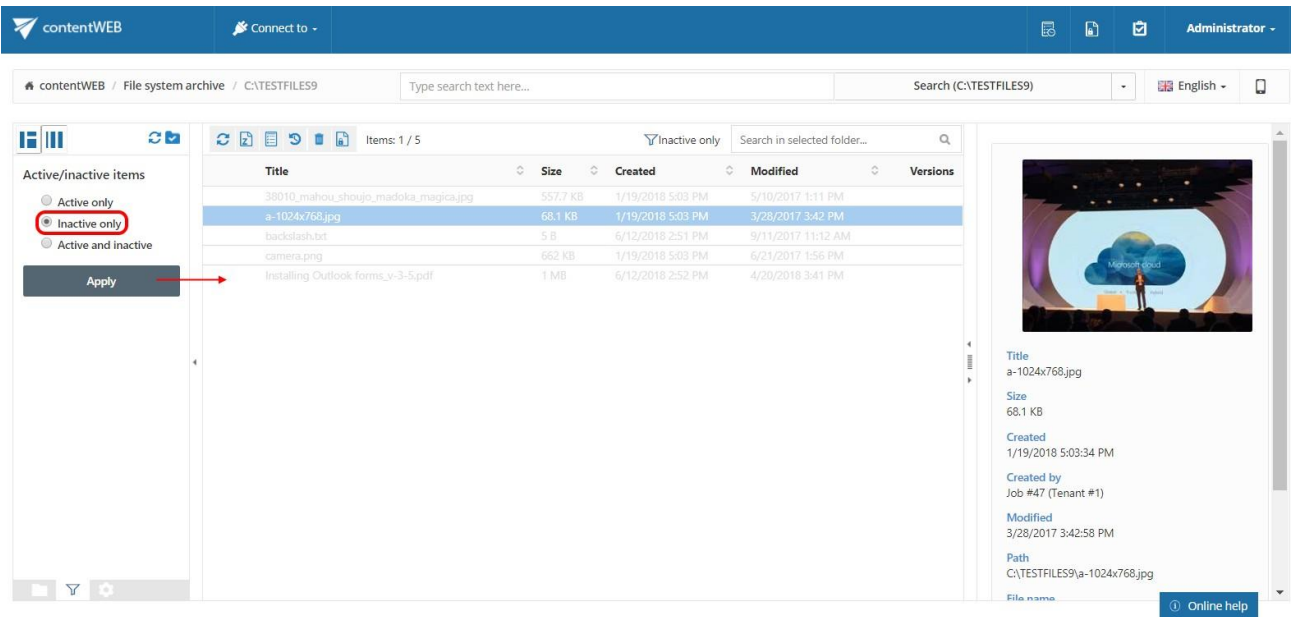 contentWEB
Connect to
Administrator
contentWEB / File system archive / C:\TESTFILES9
Type search text here...
Search (C:\TESTFILES9)
English
Items: 1 / 5
Inactive only
Search in selected folder...
Active/inactive items
Active only
Inactive only
Active and inactive
Apply
Title Size Created Modified Versions
38010_mahou_shoujo_madoka_magica.jpg 557.7 KB 1/19/2018 5:03 PM 5/10/2017 1:11 PM
a-1024x768.jpg 68.1 KB 1/19/2018 5:03 PM 3/28/2017 3:42 PM
backslash.txt 5 B 6/12/2018 2:51 PM 9/11/2017 11:12 AM
camera.png 662 KB 1/19/2018 5:03 PM 6/21/2017 1:56 PM
Installing Outlook forms_v-3-5.pdf 1 MB 6/12/2018 2:52 PM 4/20/2018 3:41 PM
Microsoft cloud
Title
a-1024x768.jpg
Size
68.1 KB
Created
1/19/2018 5:03:34 PM
Created by
Job #47 (Tenant #1)
Modified
3/28/2017 3:42:58 PM
Path
C:\TESTFILES9\a-1024x768.jpg
File name
Online help